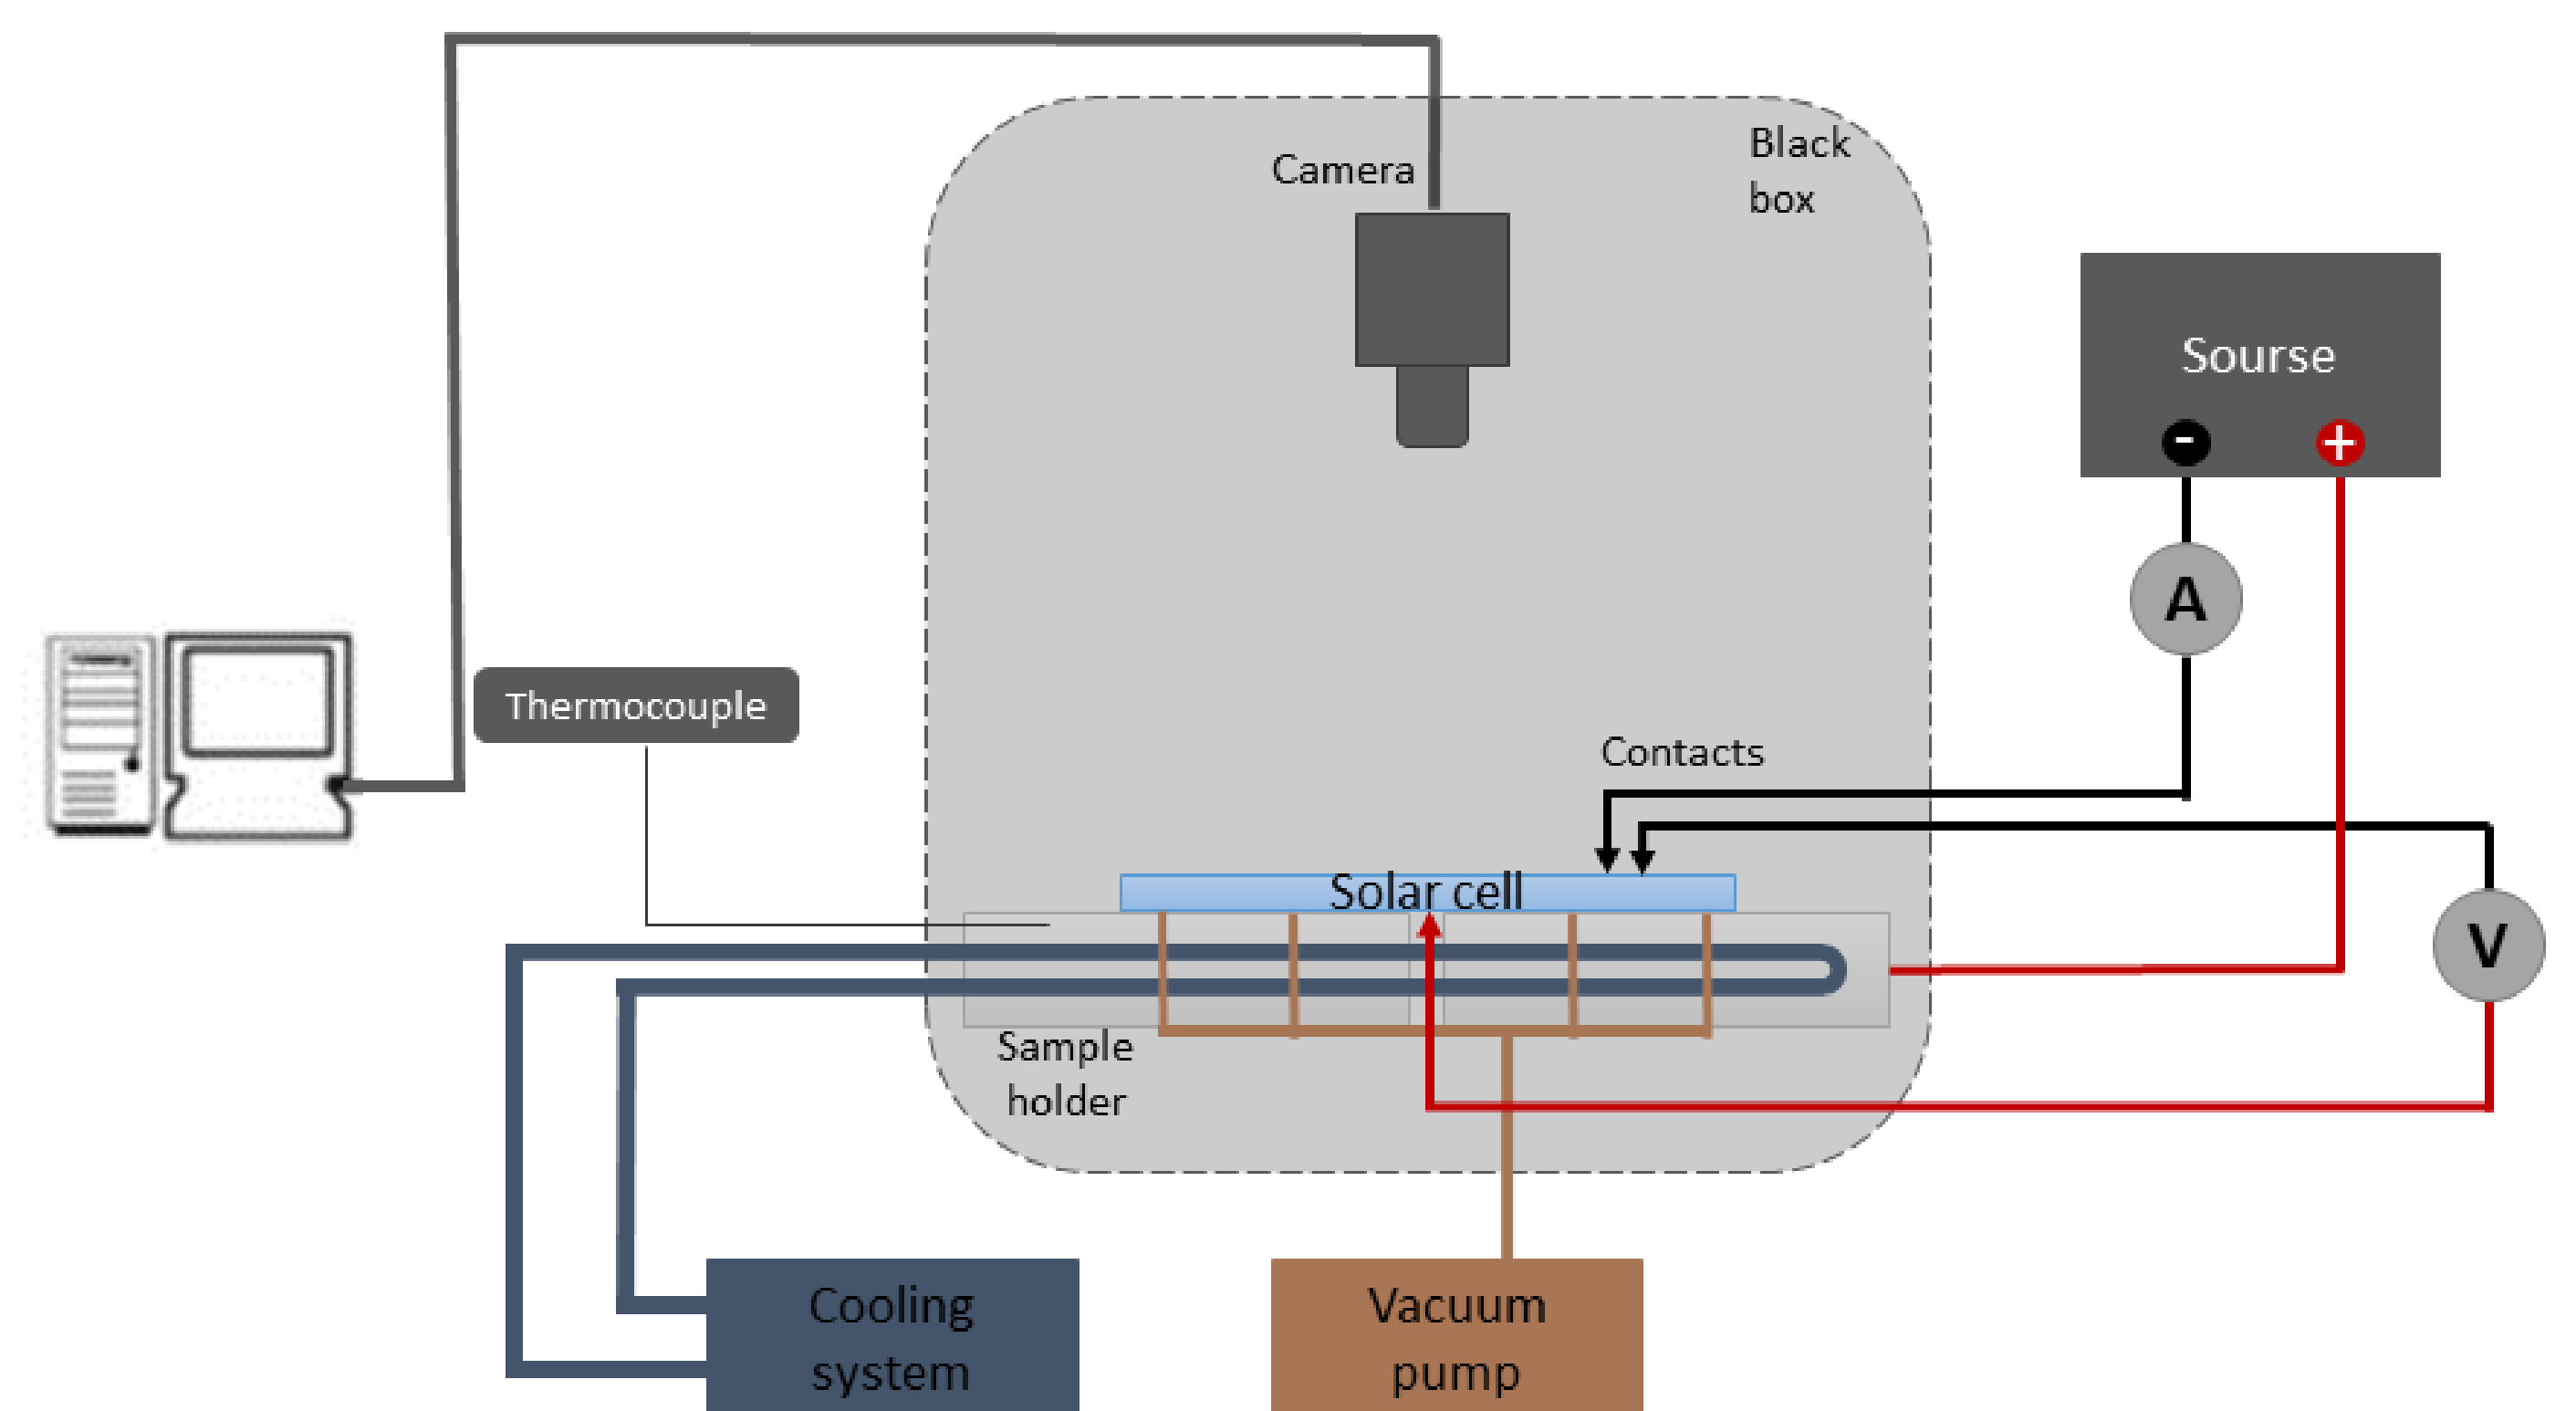 Camera
Black
box
Sourse
-
+
A
Thermocouple
Contacts
Solar cell
V
Sample
holder
Cooling
system
Vacuum
pump